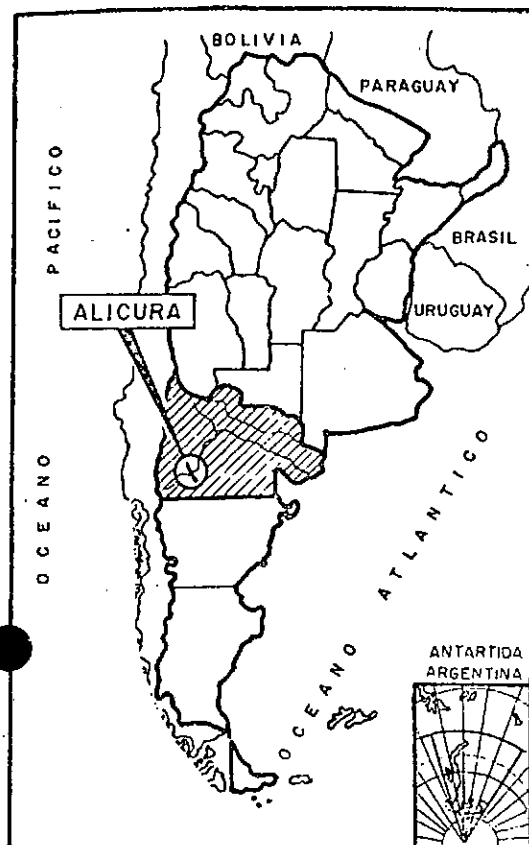 BOLIVIA
PARAGUAY
PACIFICO
BRASIL
ALICURA
URUGUAY
OCEANO
OCEANO ATLANTICO
ANTARTIDA
ARGENTINA